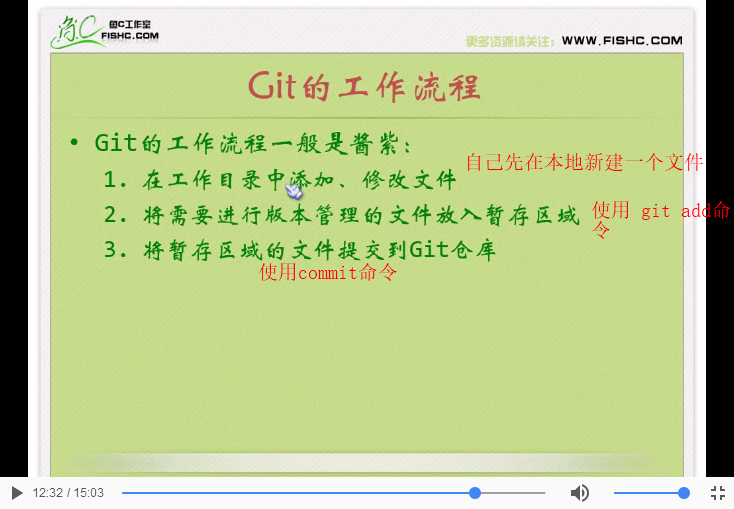 鱼C工作室
FISHC.COM
更多资源请关注：WWW.FISHC.COM
Git的工作流程
• Git的工作流程一般是酱紫：
自己先在本地新建一个文件
1. 在工作目录中添加、修改文件
2. 将需要进行版本管理的文件放入暂存区域
使用 git add命
令
3. 将暂存区域的文件提交到Git仓库
使用commit命令
12:32 / 15:03